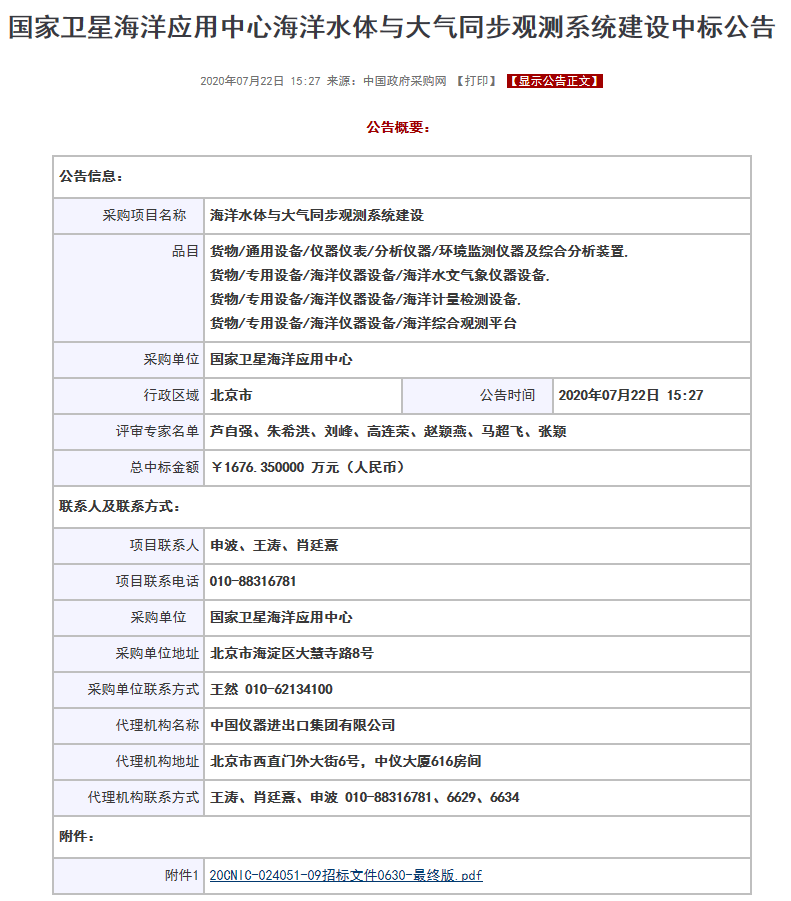 国家卫星海洋应用中心海洋水体与大气同步观测系统建设中标公告
2020年07月22日 15:27 来源：中国政府采购网 【打印】 【显示公告正文】
公告概要：
公告信息：
采购项目名称 海洋水体与大气同步观测系统建设
品目 货物/通用设备/仪器仪表/分析仪器/环境监测仪器及综合分析装置,
货物/专用设备/海洋仪器设备/海洋水文气象仪器设备,
货物/专用设备/海洋仪器设备/海洋计量检测设备,
货物/专用设备/海洋仪器设备/海洋综合观测平台
采购单位 国家卫星海洋应用中心
行政区域 北京市 公告时间 2020年07月22日 15:27
评审专家名单 芦自强、朱希洪、刘峰、高连荣、赵颖燕、马超飞、张颖
总中标金额 ￥1676.350000 万元（人民币）
联系人及联系方式：
项目联系人 申波、王涛、肖廷熹
项目联系电话 010-88316781
采购单位 国家卫星海洋应用中心
采购单位地址 北京市海淀区大慧寺路8号
采购单位联系方式 王然 010-62134100
代理机构名称 中国仪器进出口集团有限公司
代理机构地址 北京市西直门外大街6号，中仪大厦616房间
代理机构联系方式 王涛、肖廷熹、申波 010-88316781、6629、6634
附件：
附件1 20CNIC-024051-09招标文件0630-最终版.pdf